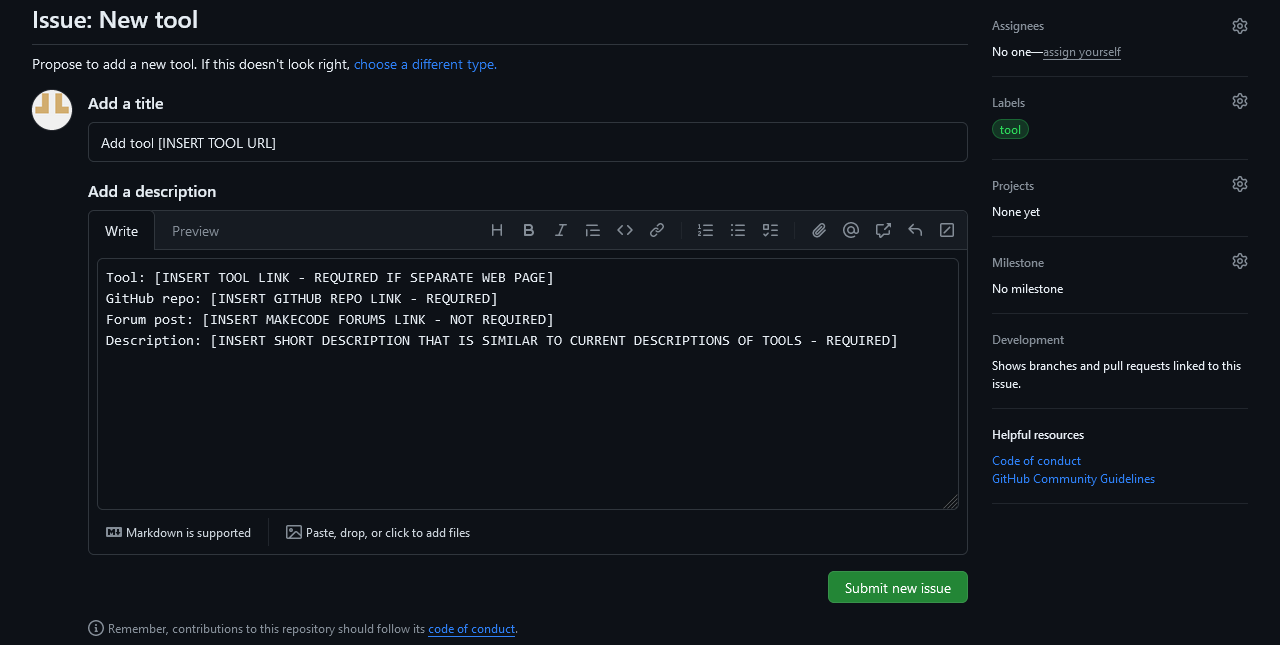 Issue: New tool
Propose to add a new tool. If this doesn't look right, choose a different type.
Add a title
Add tool [INSERT TOOL URL]
Add a description
Write
Preview
Tool: [INSERT TOOL LINK - REQUIRED IF SEPARATE WEB PAGE]
GitHub repo: [INSERT GITHUB REPO LINK - REQUIRED]
Forum post: [INSERT MAKECODE FORUMS LINK - NOT REQUIRED]
Description: [INSERT SHORT DESCRIPTION THAT IS SIMILAR TO CURRENT DESCRIPTIONS OF TOOLS - REQUIRED]
Markdown is supported
Paste, drop, or click to add files
Submit new issue
Remember, contributions to this repository should follow its code of conduct.
Assignees
No one—assign yourself
Labels
tool
Projects
None yet
Milestone
No milestone
Development
Shows branches and pull requests linked to this
issue.
Helpful resources
Code of conduct
GitHub Community Guidelines